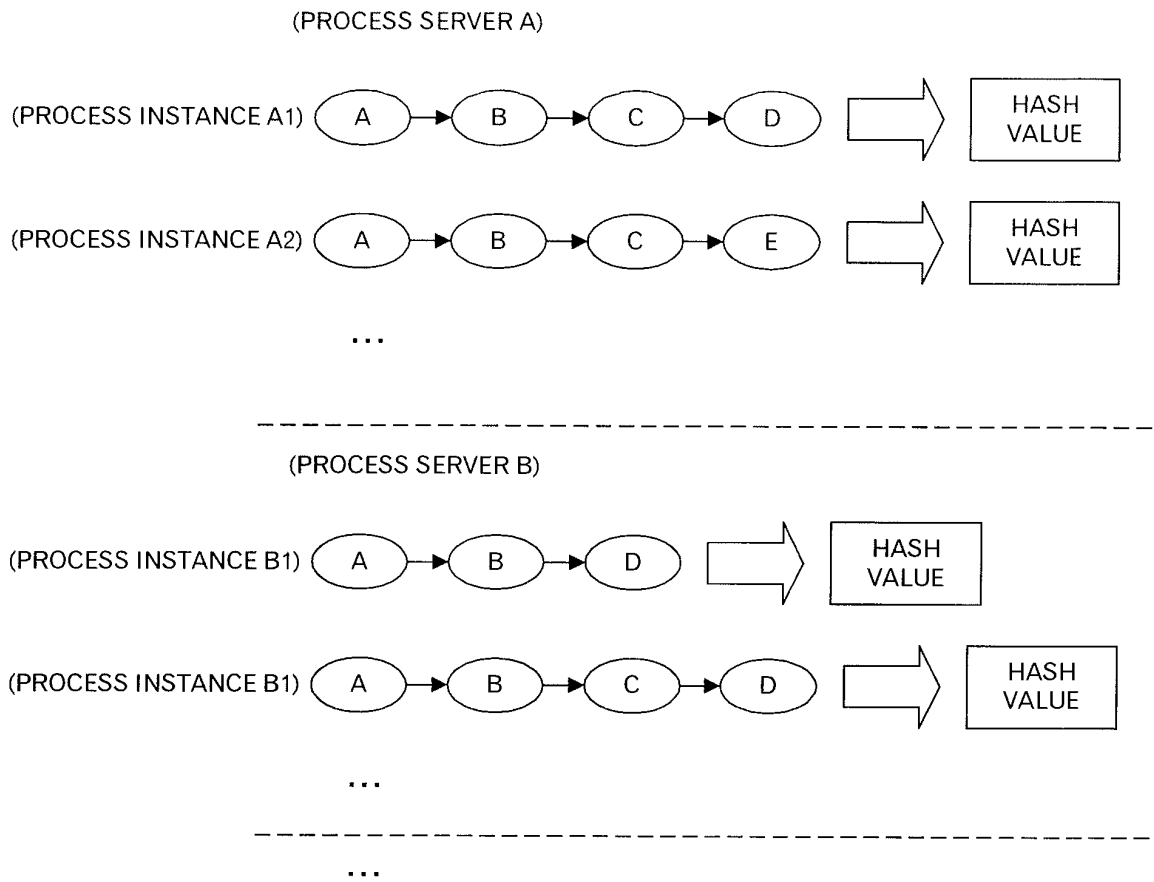 (PROCESS SERVER A)
(PROCESS INSTANCE A1) A B C D HASH VALUE
(PROCESS INSTANCE A2) A B C E HASH VALUE
...
(PROCESS SERVER B)
(PROCESS INSTANCE B1) A B D HASH VALUE
(PROCESS INSTANCE B1) A B C D HASH VALUE
...
...